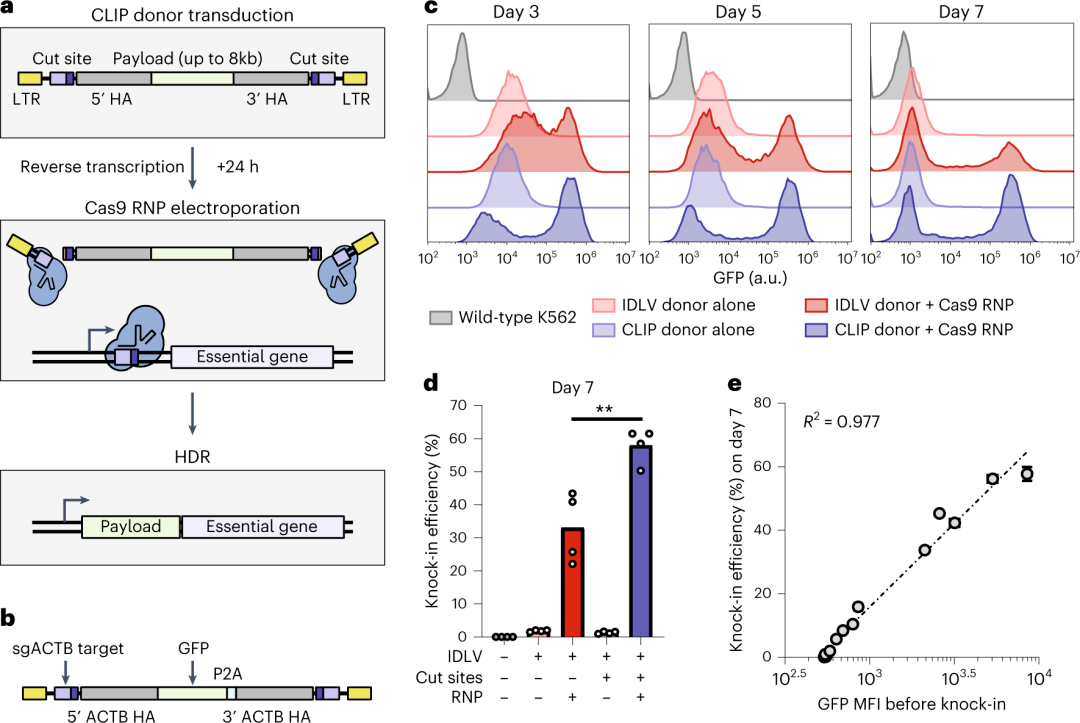 a
CLIP donor transduction
Cut site Payload (up to 8kb) Cut site
LTR 5′ HA 3′ HA LTR
Reverse transcription +24 h
Cas9 RNP electroporation
Essential gene
HDR
Payload Essential gene
b
sgACTB target GFP
P2A
5′ ACTB HA 3′ ACTB HA
c
Day 3 Day 5 Day 7
10² 10³ 10⁴ 10⁵ 10⁶ 10⁷ 10² 10³ 10⁴ 10⁵ 10⁶ 10⁷ 10² 10³ 10⁴ 10⁵ 10⁶ 10⁷
GFP (a.u.)
Wild-type K562
IDLV donor alone IDLV donor + Cas9 RNP
CLIP donor alone CLIP donor + Cas9 RNP
d
Day 7
**
Knock-in efficiency (%)
70
60
50
40
30
20
10
0
IDLV – + + + +
Cut sites – – – + +
RNP – – + – +
e
R² = 0.977
Knock-in efficiency (%) on day 7
80
60
40
20
0
10²·⁵ 10³ 10³·⁵ 10⁴
GFP MFI before knock-in